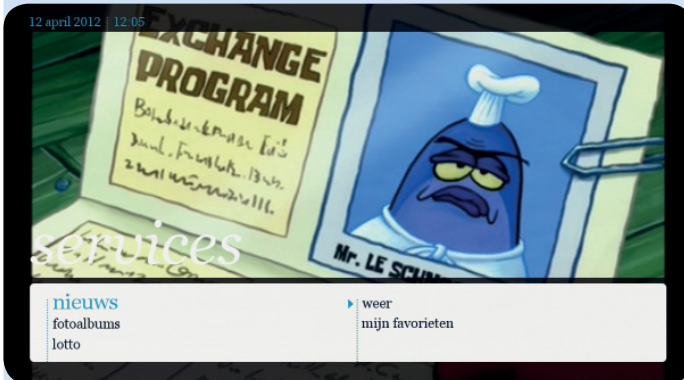 12 april 2012 | 12:05
EXCHANGE
PROGRAM
services
Mr. LE
nieuws
weer
fotoalbums
mijn favorieten
lotto